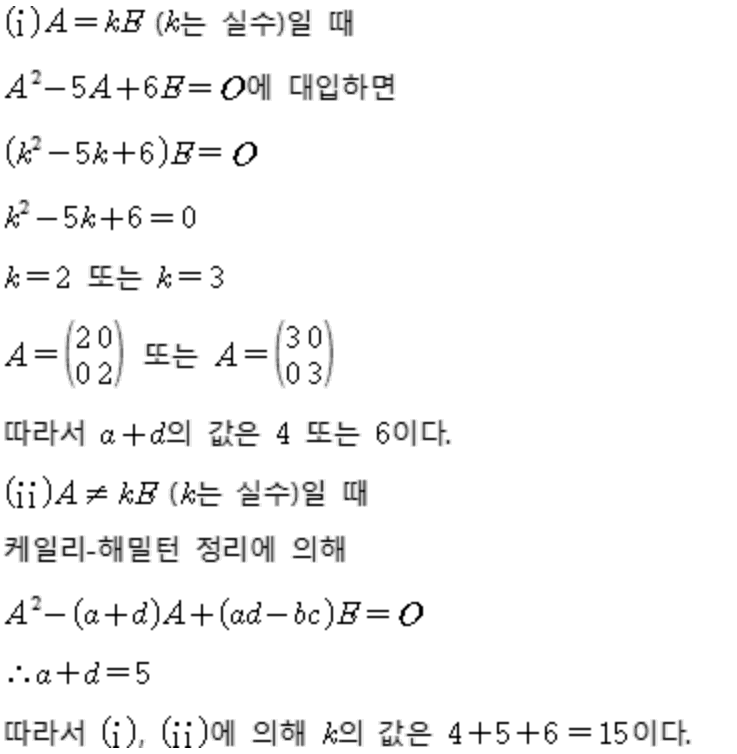 (i) A=kE (k는 실수)일 때
A²-5A+6E=O에 대입하면
(k²-5k+6)E=O
k²-5k+6=0
k=2 또는 k=3
A=(2 0 / 0 2) 또는 A=(3 0 / 0 3)
따라서 a+d의 값은 4 또는 6이다.
(ii) A≠kE (k는 실수)일 때
케일리-해밀턴 정리에 의해
A²-(a+d)A+(ad-bc)E=O
∴a+d=5
따라서 (i), (ii)에 의해 k의 값은 4+5+6=15이다.